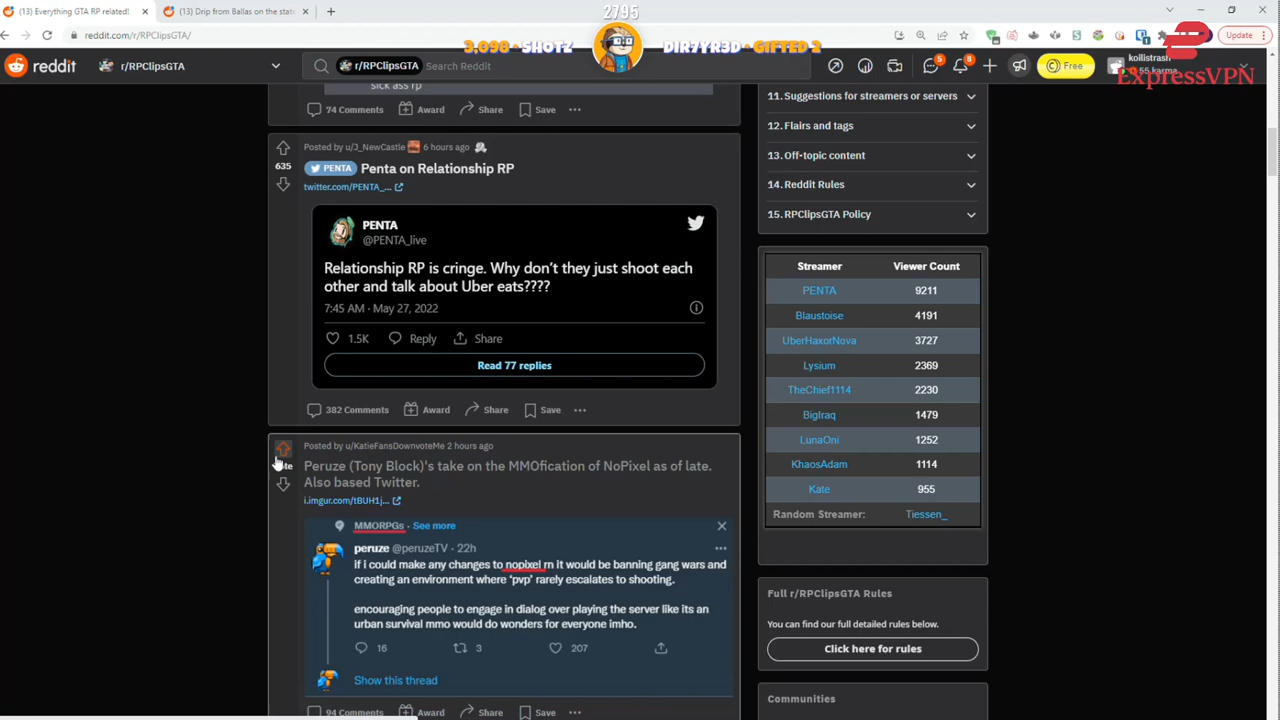 (13) Everything GTA RP related!
(13) Drip from Ballas on the stat
2795
reddit.com/r/RPClipsGTA/
Update
3,098 · SHOTZ
DIR7YR3D · GIFTED 2
reddit
r/RPClipsGTA
r/RPClipsGTA
Search Reddit
5
8
Free
koilistrash
55 karma
ExpressVPN
sick ass rp
74 Comments
Award
Share
Save
Posted by u/J_NewCastle
6 hours ago
635
PENTA
Penta on Relationship RP
twitter.com/PENTA_...
PENTA
@PENTA_live
Relationship RP is cringe. Why don't they just shoot each
other and talk about Uber eats????
7:45 AM · May 27, 2022
1.5K
Reply
Share
Read 77 replies
382 Comments
Award
Share
Save
Posted by u/KatieFansDownvoteMe 2 hours ago
Peruze (Tony Block)'s take on the MMOfication of NoPixel as of late.
Also based Twitter.
i.imgur.com/tBUH1j...
MMORPGs · See more
peruze @peruzeTV · 22h
if i could make any changes to nopixel rn it would be banning gang wars and
creating an environment where 'pvp' rarely escalates to shooting.
encouraging people to engage in dialog over playing the server like its an
urban survival mmo would do wonders for everyone imho.
16
3
207
Show this thread
94 Comments
Award
Share
Save
11. Suggestions for streamers or servers
12. Flairs and tags
13. Off-topic content
14. Reddit Rules
15. RPClipsGTA Policy
Streamer
Viewer Count
PENTA
9211
Blaustoise
4191
UberHaxorNova
3727
Lysium
2369
TheChief1114
2230
BigIraq
1479
LunaOni
1252
KhaosAdam
1114
Kate
955
Random Streamer:
Tiessen_
Full r/RPClipsGTA Rules
You can find our full detailed rules below.
Click here for rules
Communities